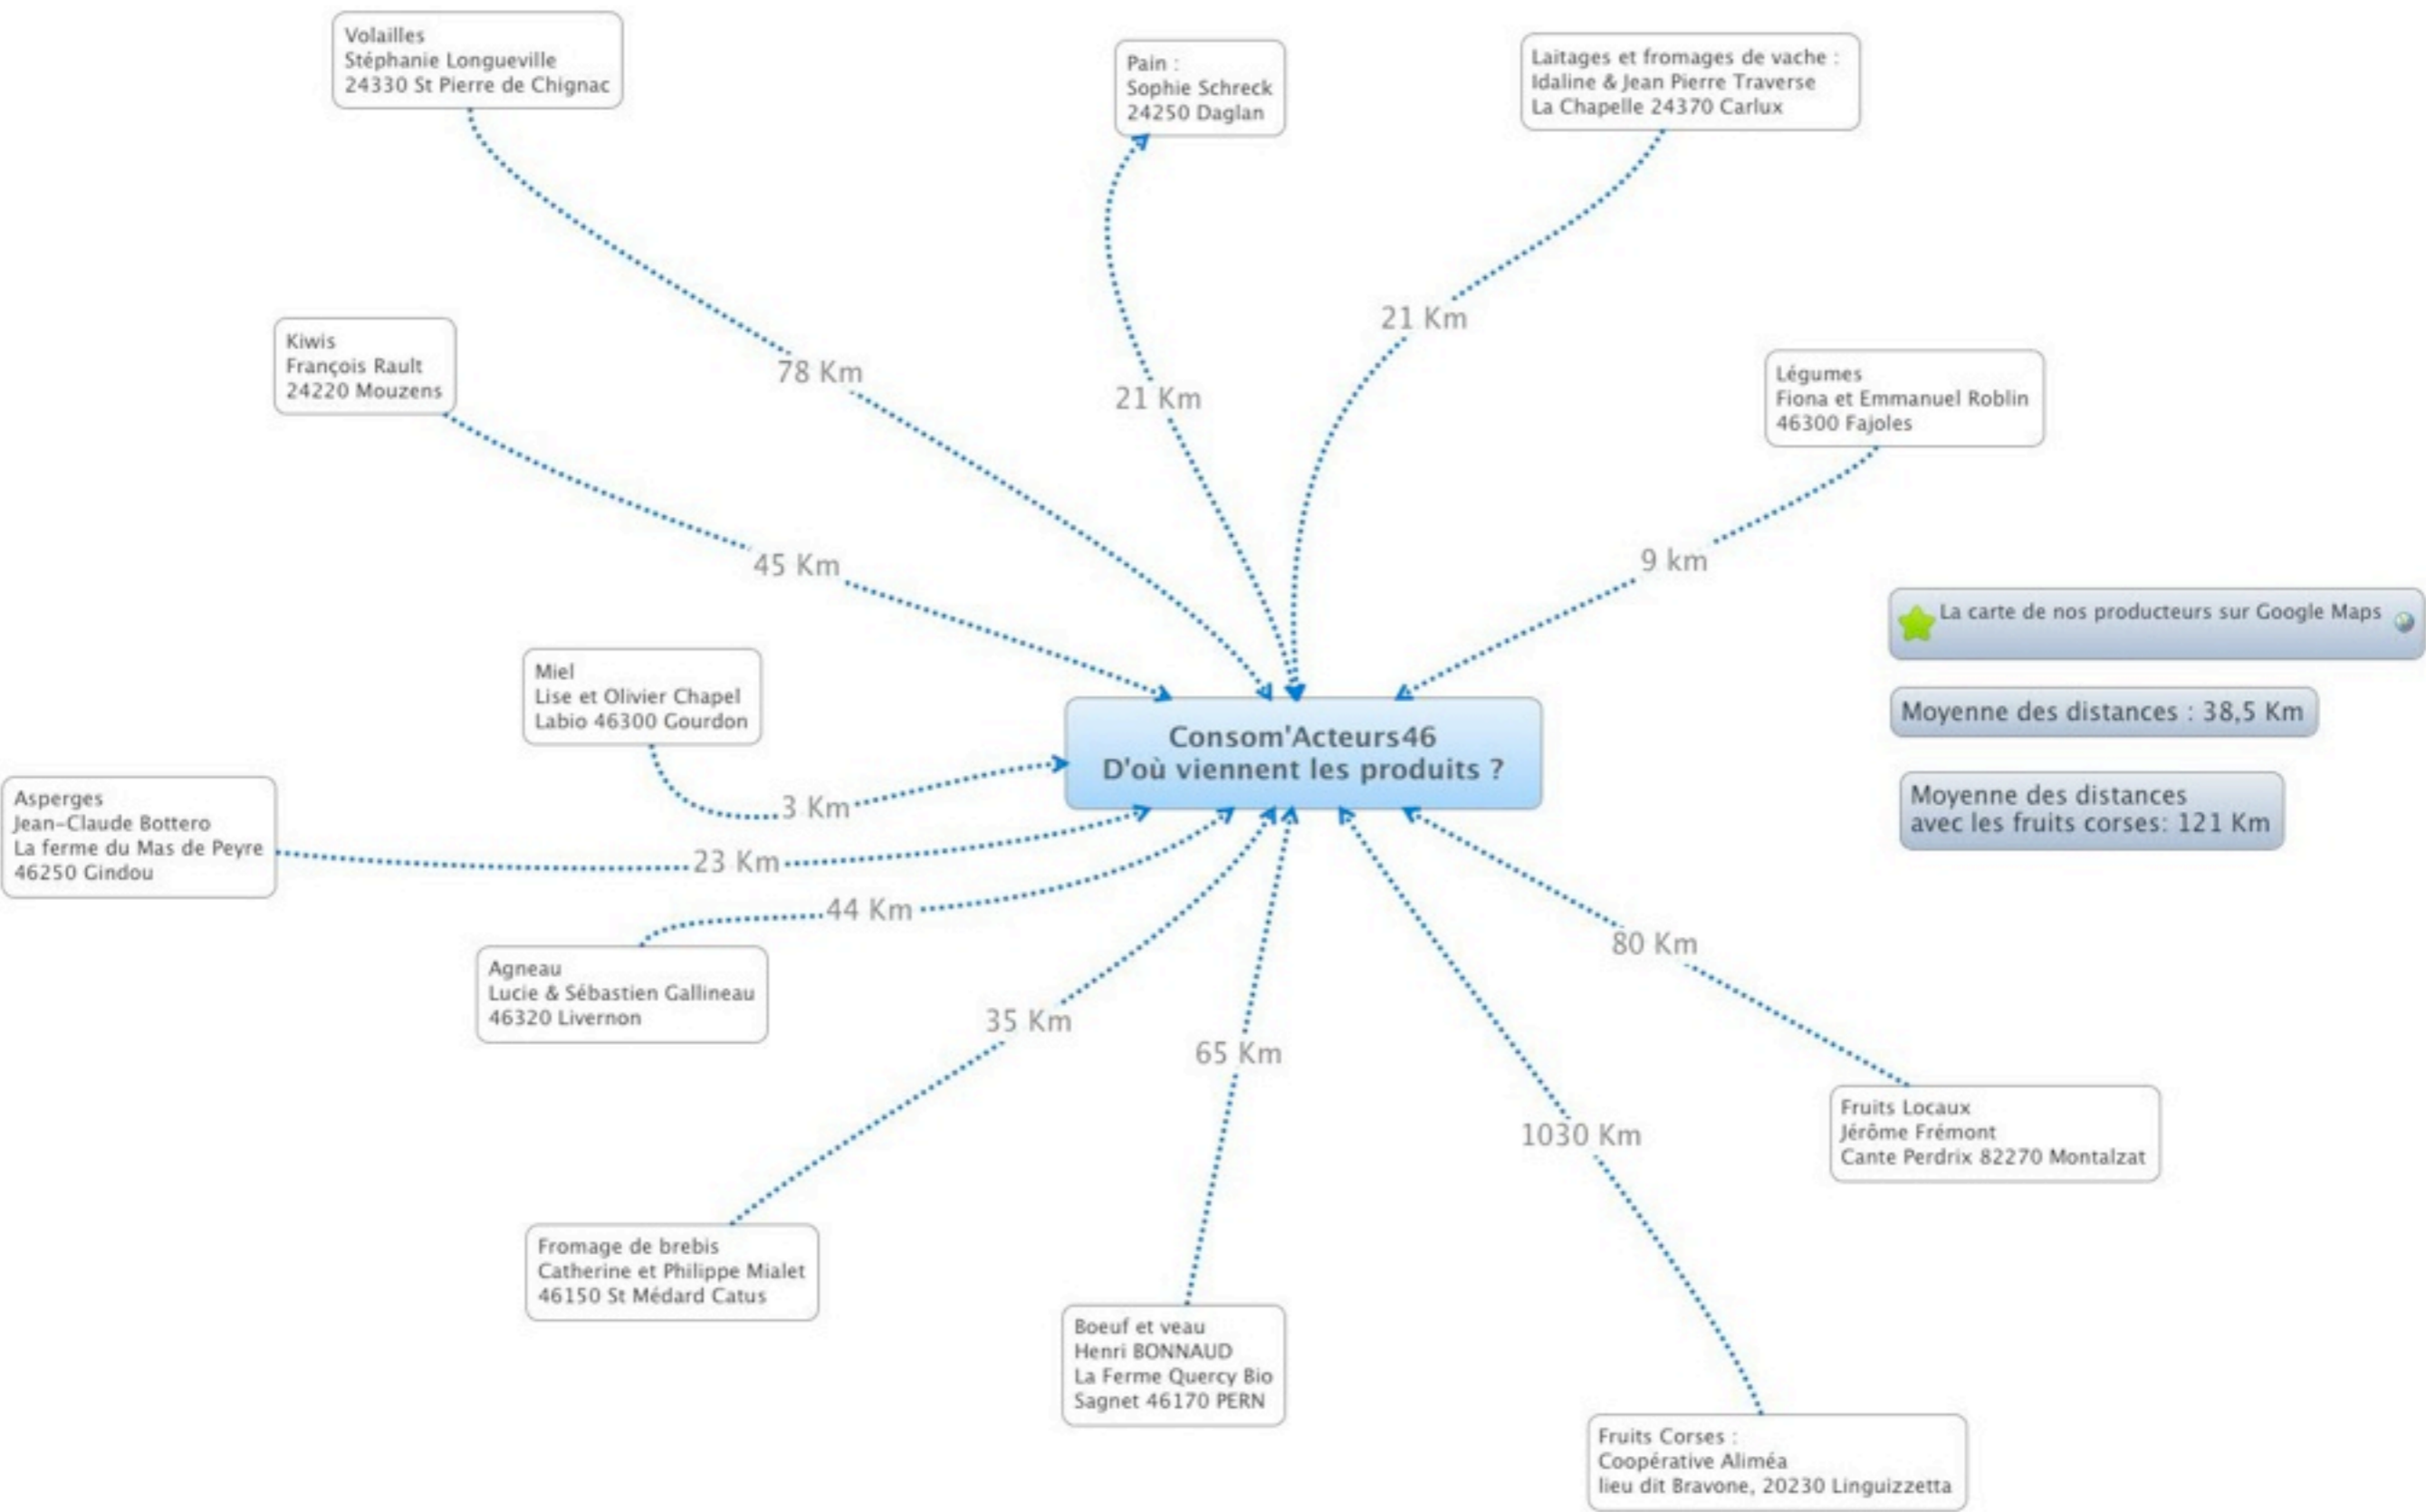 Volailles
Stéphanie Longueville
24330 St Pierre de Chignac
Pain :
Sophie Schreck
24250 Daglan
Laitages et fromages de vache :
Idaline & Jean Pierre Traverse
La Chapelle 24370 Carlux
21 Km
Kiwis
François Rault
24220 Mouzens
78 Km
21 Km
Légumes
Fiona et Emmanuel Roblin
46300 Fajoles
45 Km
9 km
La carte de nos producteurs sur Google Maps
Miel
Lise et Olivier Chapel
Labio 46300 Gourdon
Moyenne des distances : 38,5 Km
Consom'Acteurs46
D'où viennent les produits ?
3 Km
Moyenne des distances
avec les fruits corses: 121 Km
Asperges
Jean-Claude Bottero
La ferme du Mas de Peyre
46250 Gindou
23 Km
44 Km
80 Km
Agneau
Lucie & Sébastien Gallineau
46320 Livernon
35 Km
65 Km
1030 Km
Fruits Locaux
Jérôme Frémont
Cante Perdrix 82270 Montalzat
Fromage de brebis
Catherine et Philippe Mialet
46150 St Médard Catus
Boeuf et veau
Henri BONNAUD
La Ferme Quercy Bio
Sagnet 46170 PERN
Fruits Corses :
Coopérative Aliméa
lieu dit Bravone, 20230 Linguizzetta